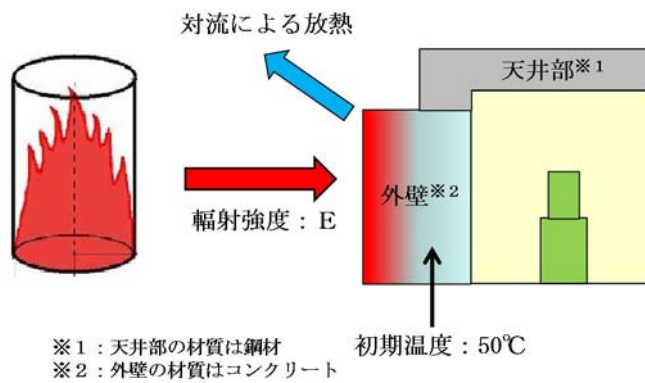 対流による放熱
天井部※1
外壁※2
輻射強度：E
初期温度：50℃
※1：天井部の材質は鋼材
※2：外壁の材質はコンクリート